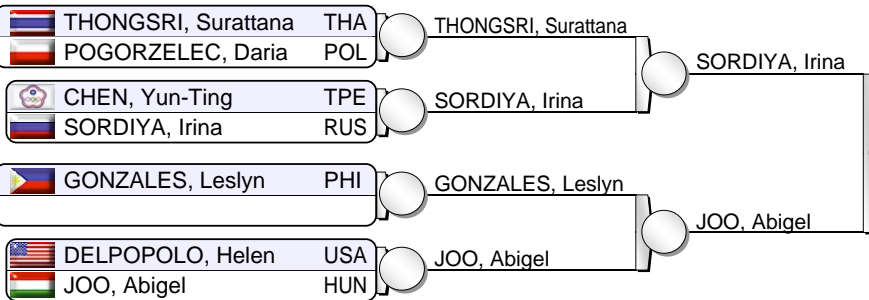 THONGSRI, Surattana THA
POGORZELEC, Daria POL
CHEN, Yun-Ting TPE
SORDIYA, Irina RUS
GONZALES, Leslyn PHI
DELPOPOLO, Helen USA
JOO, Abigel HUN
THONGSRI, Surattana
SORDIYA, Irina
GONZALES, Leslyn
JOO, Abigel
SORDIYA, Irina
JOO, Abigel